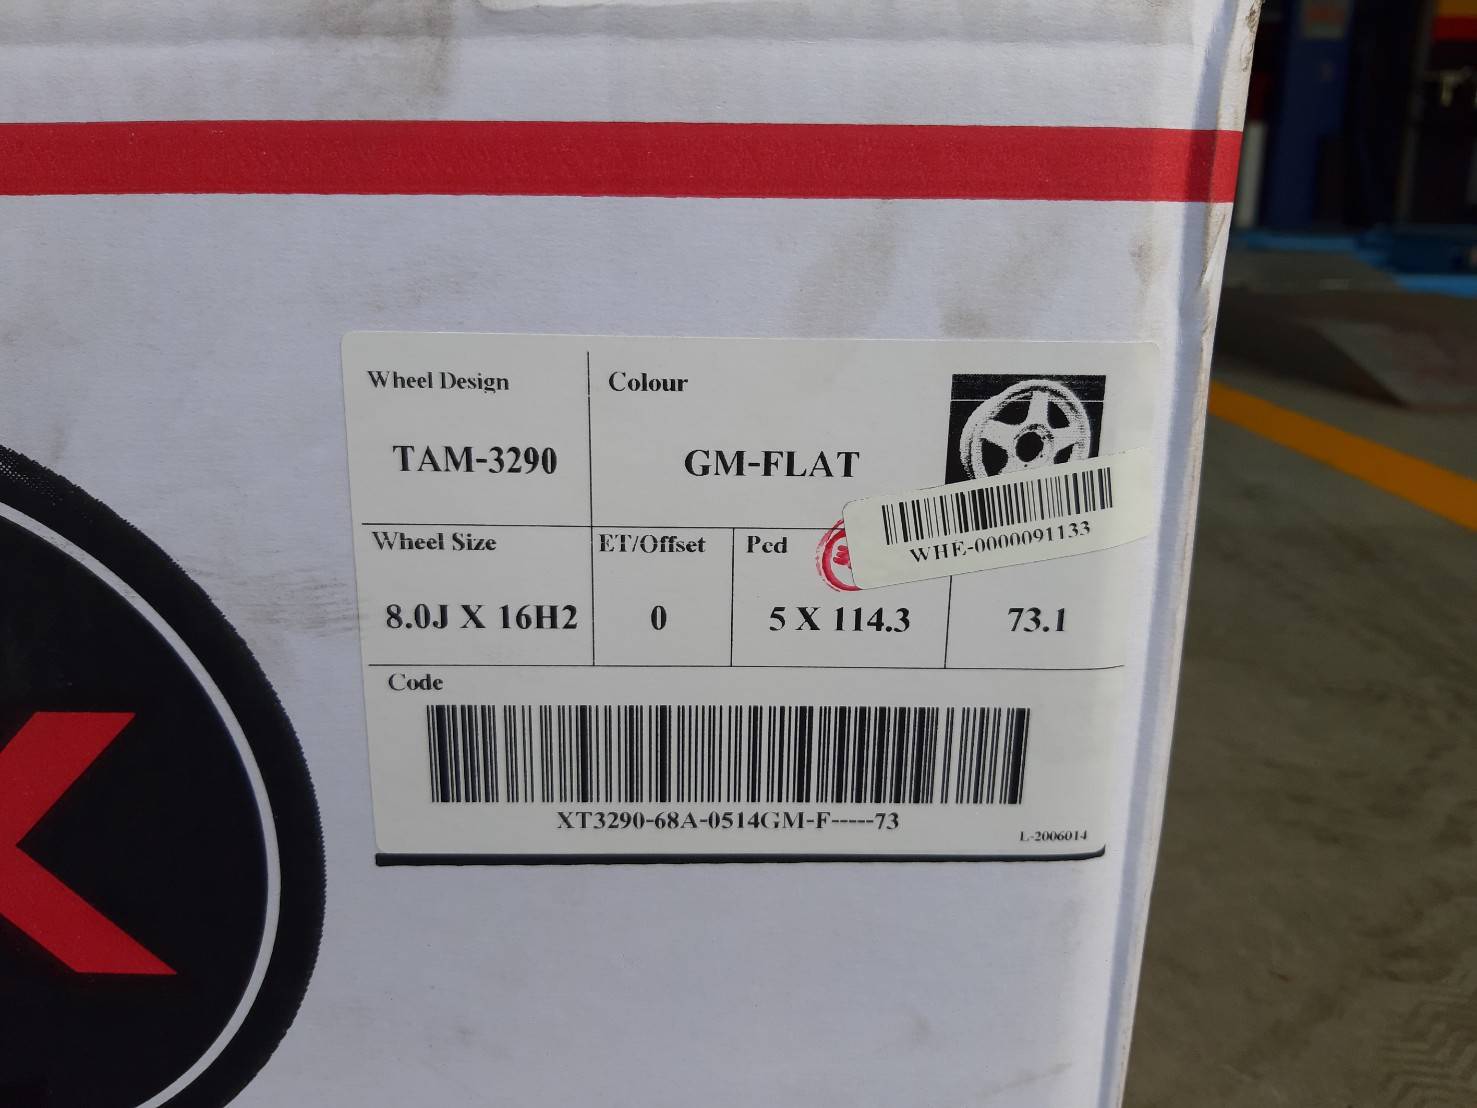 Wheel Design
Colour
TAM-3290
GM-FLAT
WHE-0000091133
Wheel Size
ET/Offset
Pcd
8.0J X 16H2
0
5 X 114.3
73.1
Code
XT3290-68A-0514GM-F-----73
L-2006014